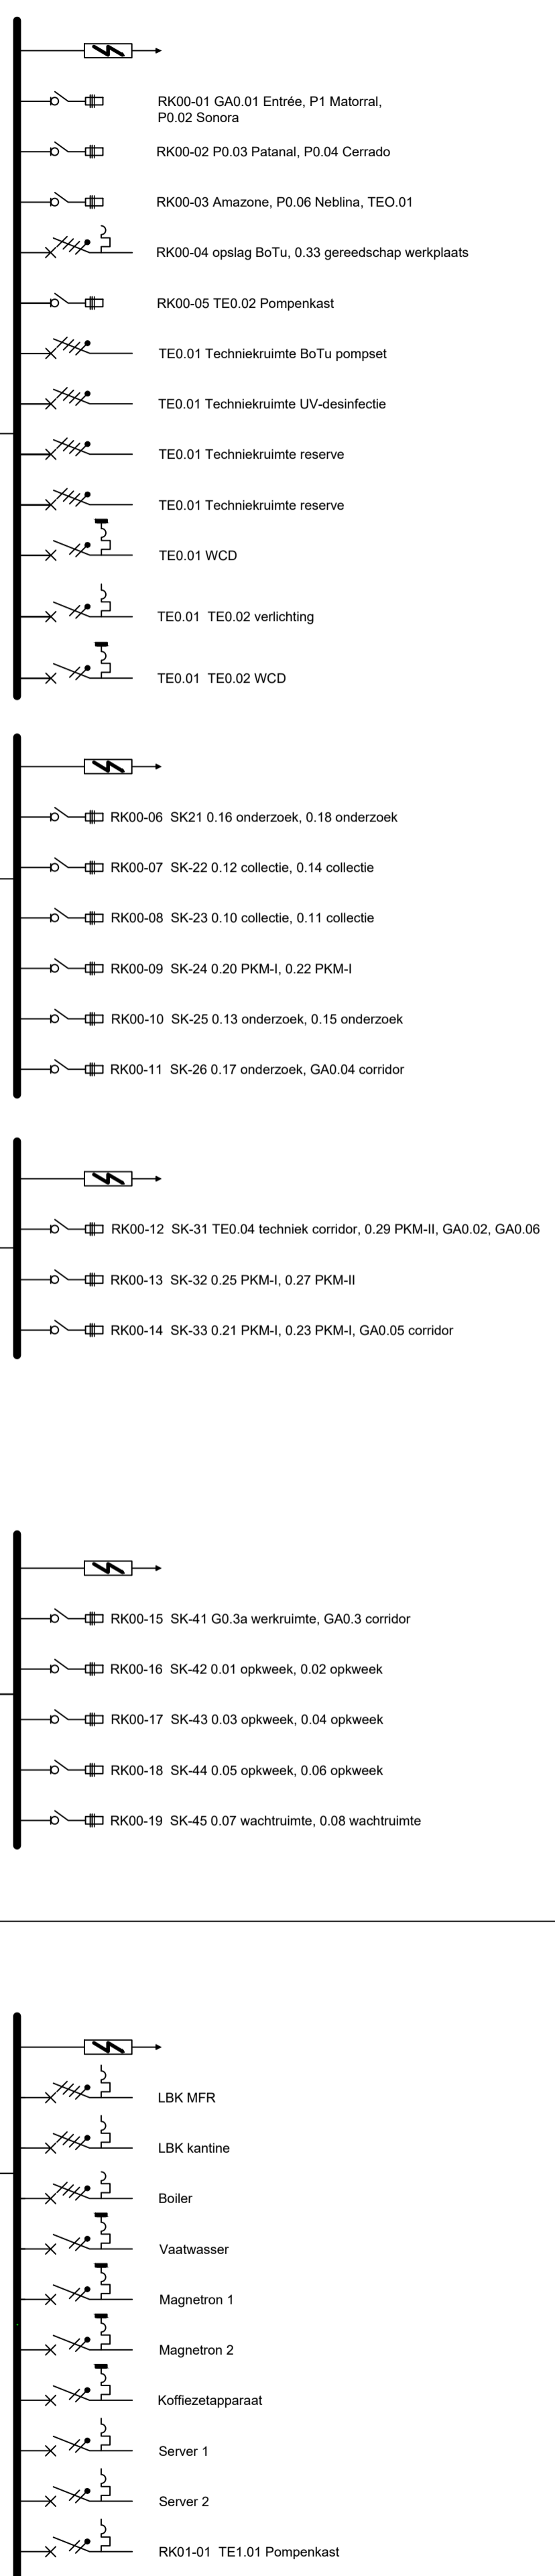 RK00-01 GA0.01 Entrée, P1 Matorral,
P0.02 Sonora
RK00-02 P0.03 Patanal, P0.04 Cerrado
RK00-03 Amazone, P0.06 Neblina, TEO.01
RK00-04 opslag BoTu, 0.33 gereedschap werkplaats
RK00-05 TE0.02 Pompenkast
TE0.01 Techniekruimte BoTu pompset
TE0.01 Techniekruimte UV-desinfectie
TE0.01 Techniekruimte reserve
TE0.01 Techniekruimte reserve
TE0.01 WCD
TE0.01 TE0.02 verlichting
TE0.01 TE0.02 WCD
RK00-06 SK21 0.16 onderzoek, 0.18 onderzoek
RK00-07 SK-22 0.12 collectie, 0.14 collectie
RK00-08 SK-23 0.10 collectie, 0.11 collectie
RK00-09 SK-24 0.20 PKM-I, 0.22 PKM-I
RK00-10 SK-25 0.13 onderzoek, 0.15 onderzoek
RK00-11 SK-26 0.17 onderzoek, GA0.04 corridor
RK00-12 SK-31 TE0.04 techniek corridor, 0.29 PKM-II, GA0.02, GA0.06
RK00-13 SK-32 0.25 PKM-I, 0.27 PKM-II
RK00-14 SK-33 0.21 PKM-I, 0.23 PKM-I, GA0.05 corridor
RK00-15 SK-41 G0.3a werkruimte, GA0.3 corridor
RK00-16 SK-42 0.01 opkweek, 0.02 opkweek
RK00-17 SK-43 0.03 opkweek, 0.04 opkweek
RK00-18 SK-44 0.05 opkweek, 0.06 opkweek
RK00-19 SK-45 0.07 wachtruimte, 0.08 wachtruimte
LBK MFR
LBK kantine
Boiler
Vaatwasser
Magnetron 1
Magnetron 2
Koffiezetapparaat
Server 1
Server 2
RK01-01 TE1.01 Pompenkast